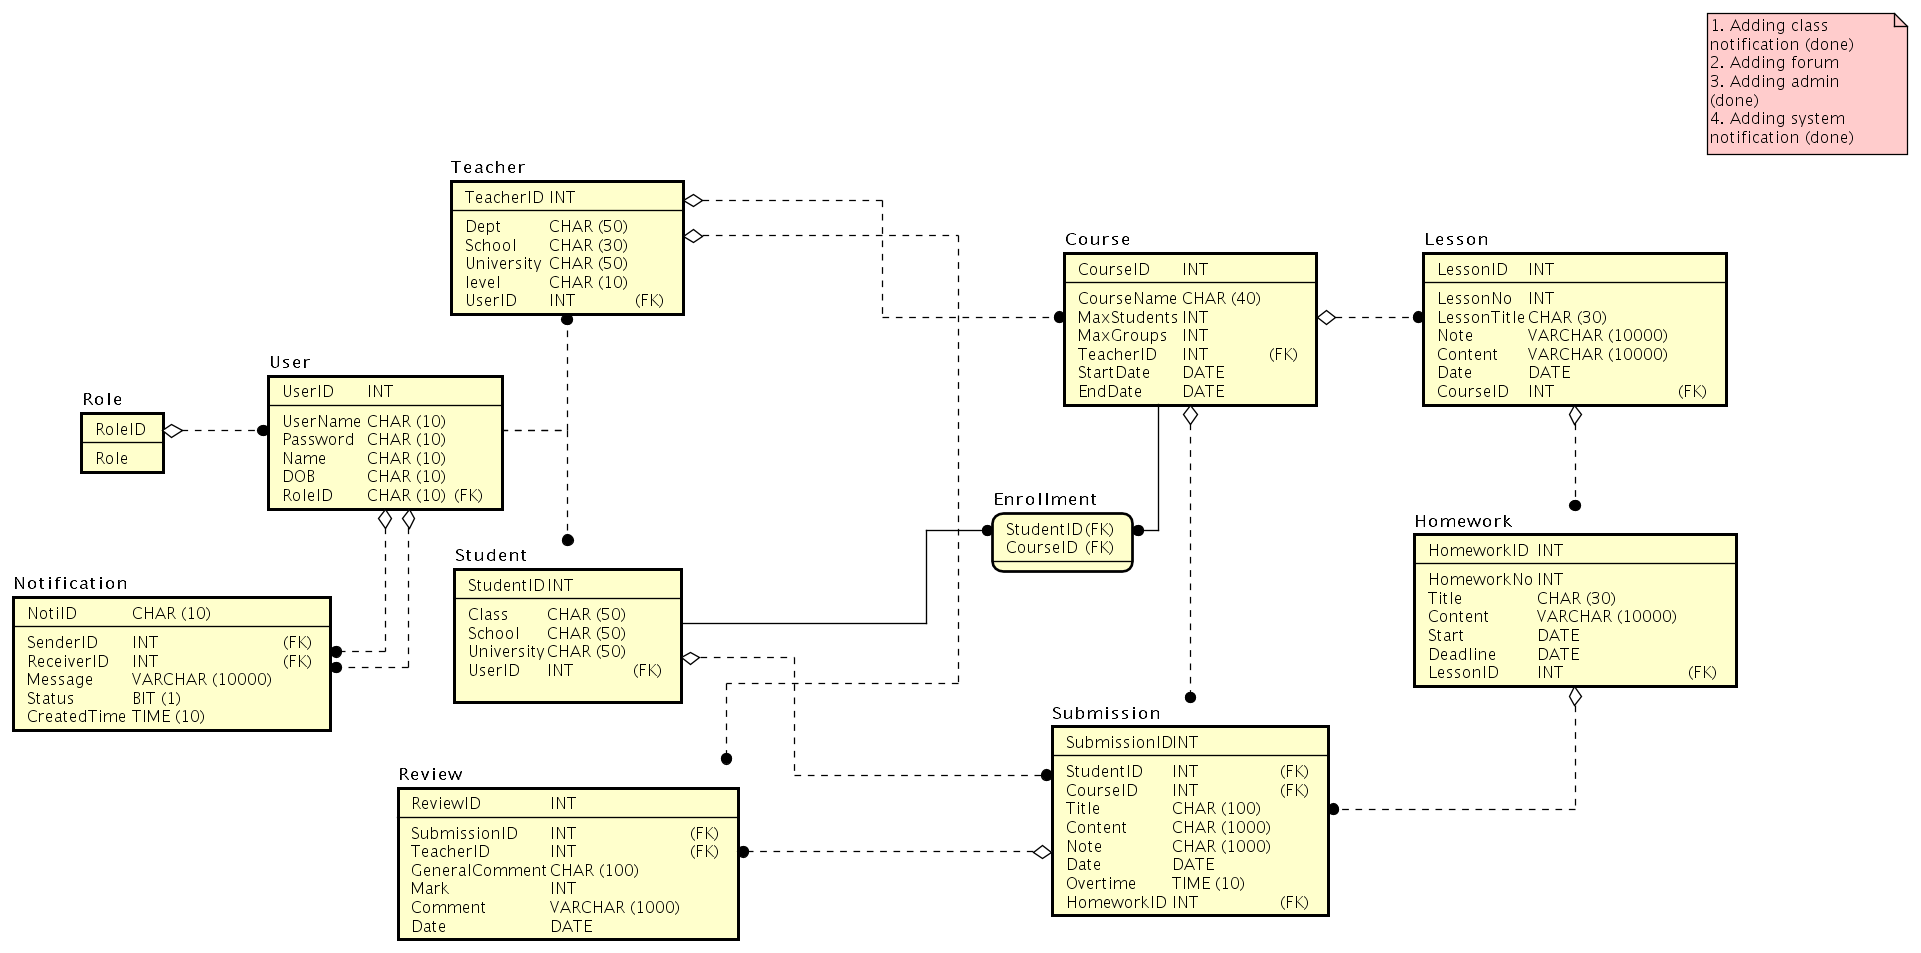 1. Adding class
notification (done)
2. Adding forum
3. Adding admin
(done)
4. Adding system
notification (done)
Teacher
TeacherID INT
Dept CHAR (50)
School CHAR (30)
University CHAR (50)
level CHAR (10)
UserID INT (FK)
Course
CourseID INT
CourseName CHAR (40)
MaxStudents INT
MaxGroups INT
TeacherID INT (FK)
StartDate DATE
EndDate DATE
Lesson
LessonID INT
LessonNo INT
LessonTitle CHAR (30)
Note VARCHAR (10000)
Content VARCHAR (10000)
Date DATE
CourseID INT (FK)
Role
RoleID
Role
User
UserID INT
UserName CHAR (10)
Password CHAR (10)
Name CHAR (10)
DOB CHAR (10)
RoleID CHAR (10) (FK)
Enrollment
StudentID (FK)
CourseID (FK)
Homework
HomeworkID INT
HomeworkNo INT
Title CHAR (30)
Content VARCHAR (10000)
Start DATE
Deadline DATE
LessonID INT (FK)
Student
StudentID INT
Class CHAR (50)
School CHAR (50)
University CHAR (50)
UserID INT (FK)
Notification
NotiID CHAR (10)
SenderID INT (FK)
ReceiverID INT (FK)
Message VARCHAR (10000)
Status BIT (1)
CreatedTime TIME (10)
Submission
SubmissionID INT
StudentID INT (FK)
CourseID INT (FK)
Title CHAR (100)
Content CHAR (1000)
Note CHAR (1000)
Date DATE
Overtime TIME (10)
HomeworkID INT (FK)
Review
ReviewID INT
SubmissionID INT (FK)
TeacherID INT (FK)
GeneralComment CHAR (100)
Mark INT
Comment VARCHAR (1000)
Date DATE